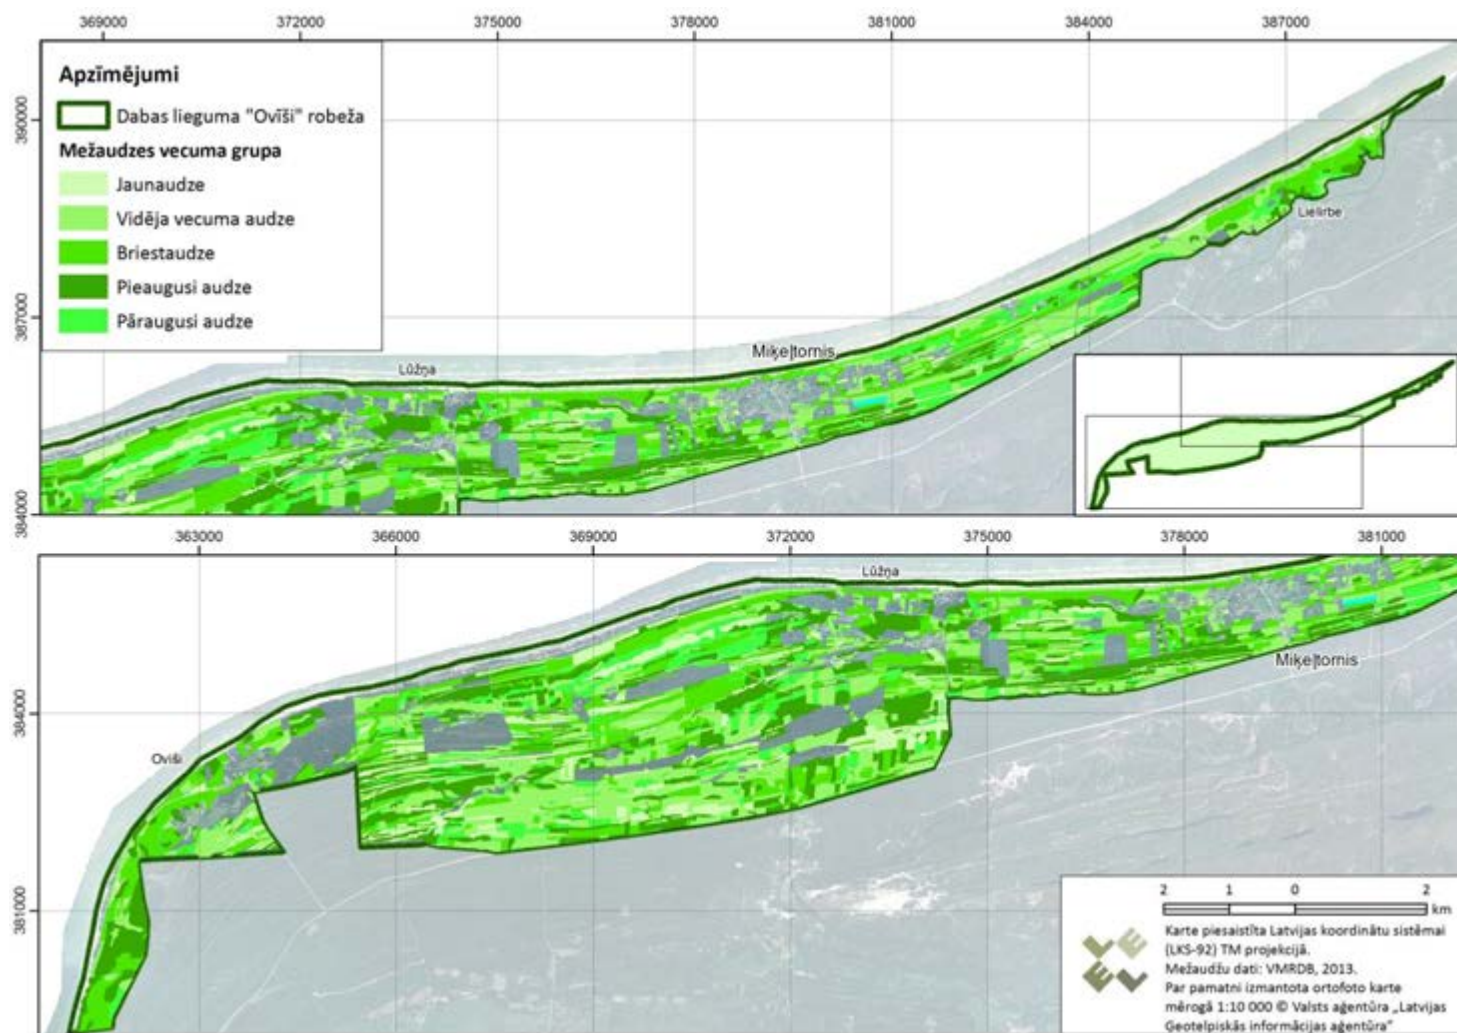 369000 372000 375000 378000 381000 384000 387000
Apzīmējumi
Dabas lieguma "Ovīši" robeža
Mežaudzes vecuma grupa
Jaunaudze
Vidēja vecuma audze
Briestaudze
Pieaugusi audze
Pāraugusi audze
390000
387000
384000
Lielirbe
Miķeļtornis
Lūžņa
363000 366000 369000 372000 375000 378000 381000
Lūžņa
Miķeļtornis
Oviši
384000
381000
2 1 0 2
km
Karte piesaistīta Latvijas koordinātu sistēmai
(LKS-92) TM projekcijā.
Mežaudžu dati: VMRDB, 2013.
Par pamatni izmantota ortofoto karte
mērogā 1:10 000 © Valsts aģentūra „Latvijas
Ģeotelpiskās informācijas aģentūra"